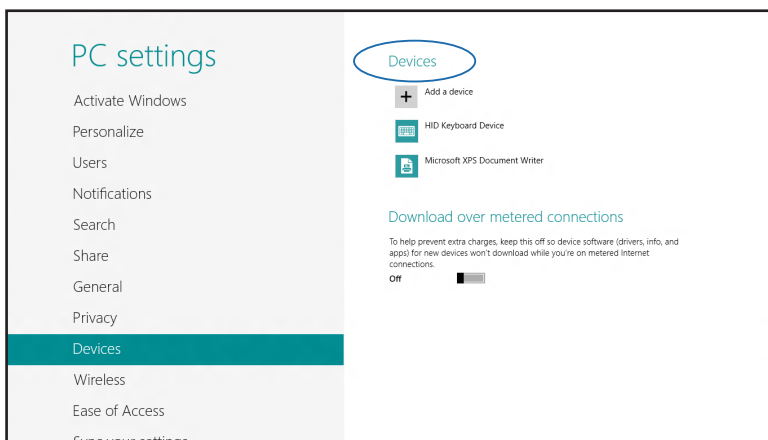 PC settings
Activate Windows
Personalize
Users
Notifications
Search
Share
General
Privacy
Devices
Wireless
Ease of Access
Sync your settings
Devices
Add a device
HID Keyboard Device
Microsoft XPS Document Writer
Download over metered connections
To help prevent extra charges, keep this off so device software (drivers, info, and
apps) for new devices won't download while you're on metered Internet
connections.
Off